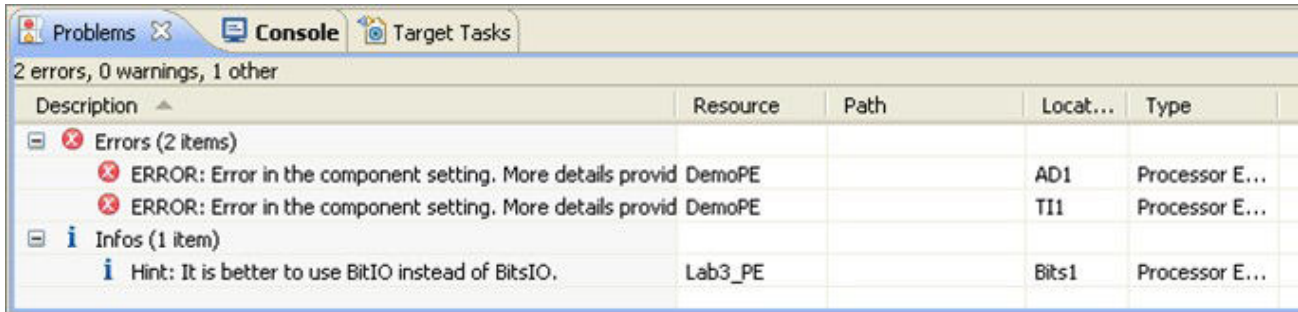 Problems Console Target Tasks
2 errors, 0 warnings, 1 other
Description Resource Path Locat... Type
Errors (2 items)
ERROR: Error in the component setting. More details provid DemoPE AD1 Processor E...
ERROR: Error in the component setting. More details provid DemoPE TI1 Processor E...
i Infos (1 item)
i Hint: It is better to use BitIO instead of BitsIO. Lab3_PE Bits1 Processor E...